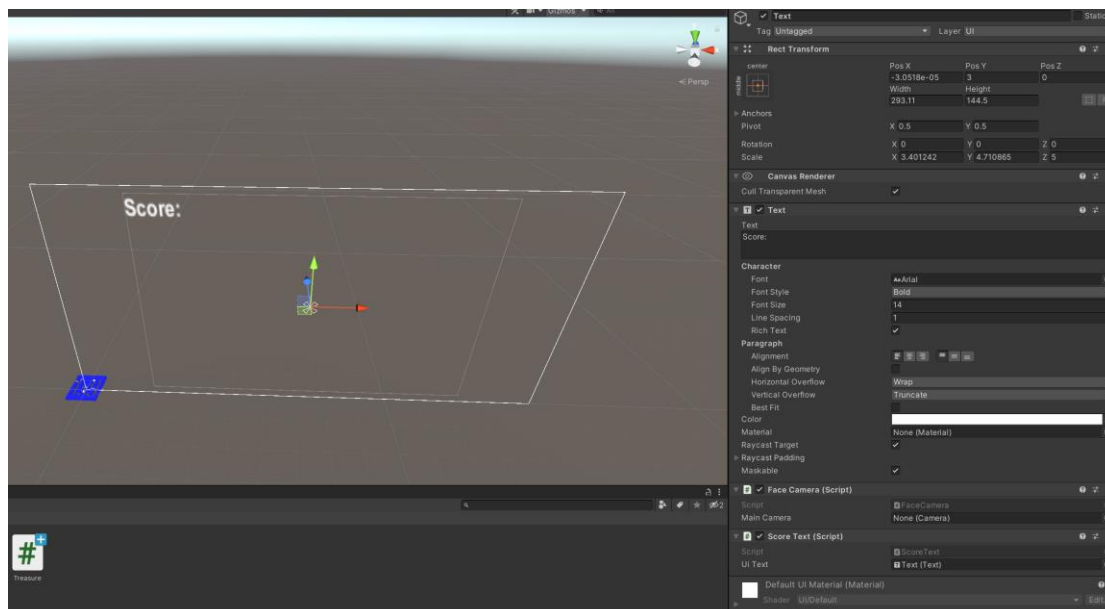 Gizmos
Persp
Score:
Treasure
2
Text
Static
Tag Untagged Layer UI
Rect Transform
center
middle
Pos X Pos Y Pos Z
-3.0518e-05 3 0
Width Height
293.11 144.5
Anchors
Pivot X 0.5 Y 0.5
Rotation X 0 Y 0 Z 0
Scale X 3.401242 Y 4.710865 Z 5
Canvas Renderer
Cull Transparent Mesh
Text
Text
Score:
Character
Font Arial
Font Style Bold
Font Size 14
Line Spacing 1
Rich Text
Paragraph
Alignment
Align By Geometry
Horizontal Overflow Wrap
Vertical Overflow Truncate
Best Fit
Color
Material None (Material)
Raycast Target
Raycast Padding
Maskable
Face Camera (Script)
Script FaceCamera
Main Camera None (Camera)
Score Text (Script)
Script ScoreText
Ui Text Text (Text)
Default UI Material (Material)
Shader UI/Default Edit